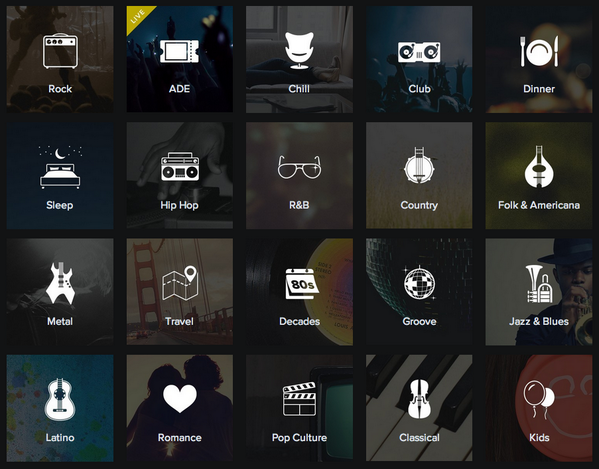 Rock
LIVE
ADE
Chill
Club
Dinner
Sleep
Hip Hop
R&B
Country
Folk & Americana
Metal
Travel
80s
Decades
Groove
Jazz & Blues
Latino
Romance
Pop Culture
Classical
Kids